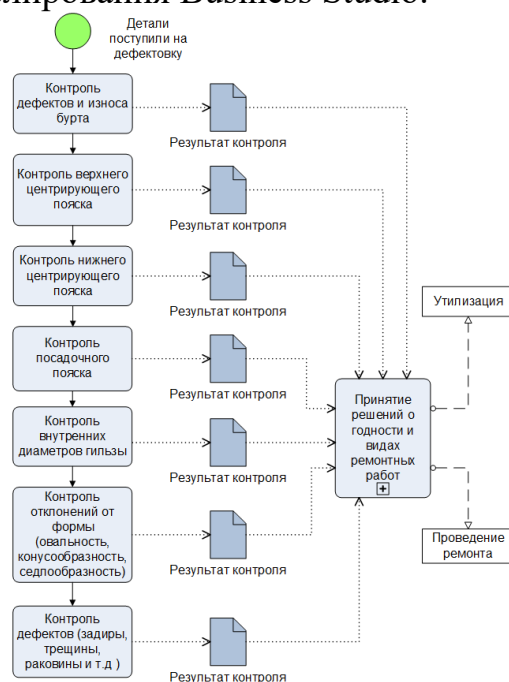 лирования Business Studio.
Детали
поступили на
дефектовку
Контроль
дефектов и износа
бурта
Результат контроля
Контроль верхнего
центрирующего
пояска
Результат контроля
Контроль нижнего
центрирующего
пояска
Результат контроля
Утилизация
Контроль
посадочного
пояска
Результат контроля
Принятие
решений о
годности и
видах
ремонтных
работ
Контроль
внутренних
диаметров гильзы
Результат контроля
Контроль
отклонений от
формы
(овальность,
конусообразность,
седлообразность)
Результат контроля
Проведение
ремонта
Контроль
дефектов (задиры,
трещины,
раковины и т.д )
Результат контроля